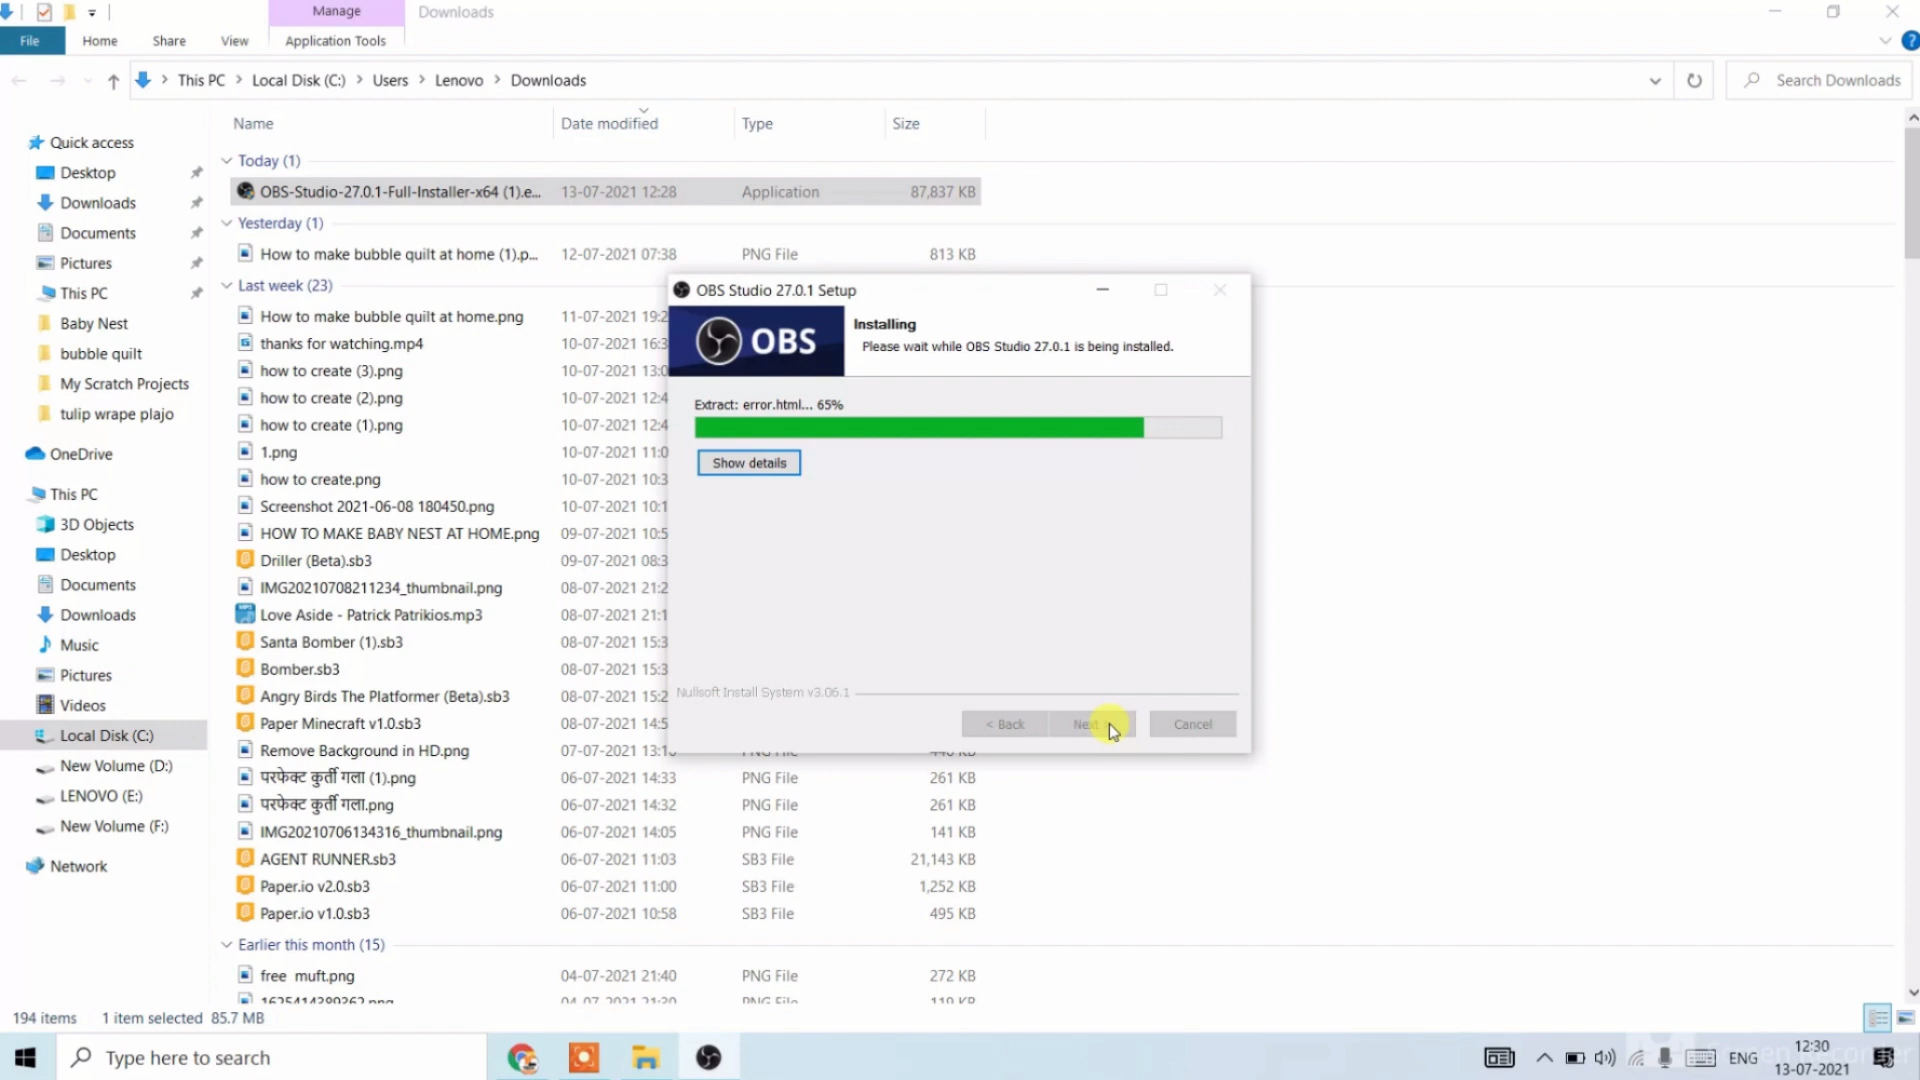 Manage
Downloads
File
Home
Share
View
Application Tools
This PC
Local Disk (C:)
Users
Lenovo
Downloads
Search Downloads
Name
Date modified
Type
Size
Quick access
Desktop
Downloads
Documents
Pictures
This PC
Baby Nest
bubble quilt
My Scratch Projects
tulip wrape plajo
OneDrive
This PC
3D Objects
Desktop
Documents
Downloads
Music
Pictures
Videos
Local Disk (C:)
New Volume (D:)
LENOVO (E:)
New Volume (F:)
Network
Today (1)
OBS-Studio-27.0.1-Full-Installer-x64 (1).e... 13-07-2021 12:28 Application 87,837 KB
Yesterday (1)
How to make bubble quilt at home (1).p... 12-07-2021 07:38 PNG File 813 KB
Last week (23)
How to make bubble quilt at home.png 11-07-2021 19:2
thanks for watching.mp4 10-07-2021 16:3
how to create (3).png 10-07-2021 13:0
how to create (2).png 10-07-2021 12:4
how to create (1).png 10-07-2021 12:4
1.png 10-07-2021 11:0
how to create.png 10-07-2021 10:3
Screenshot 2021-06-08 180450.png 10-07-2021 10:1
HOW TO MAKE BABY NEST AT HOME.png 09-07-2021 10:5
Driller (Beta).sb3 09-07-2021 08:3
IMG20210708211234_thumbnail.png 08-07-2021 21:2
Love Aside - Patrick Patrikios.mp3 08-07-2021 21:1
Santa Bomber (1).sb3 08-07-2021 15:3
Bomber.sb3 08-07-2021 15:3
Angry Birds The Platformer (Beta).sb3 08-07-2021 15:2
Paper Minecraft v1.0.sb3 08-07-2021 14:5
Remove Background in HD.png 07-07-2021 13:1
परफेक्ट कुर्ती गला (1).png 06-07-2021 14:33 PNG File 261 KB
परफेक्ट कुर्ती गला.png 06-07-2021 14:32 PNG File 261 KB
IMG20210706134316_thumbnail.png 06-07-2021 14:05 PNG File 141 KB
AGENT RUNNER.sb3 06-07-2021 11:03 SB3 File 21,143 KB
Paper.io v2.0.sb3 06-07-2021 11:00 SB3 File 1,252 KB
Paper.io v1.0.sb3 06-07-2021 10:58 SB3 File 495 KB
Earlier this month (15)
free muft.png 04-07-2021 21:40 PNG File 272 KB
OBS Studio 27.0.1 Setup
OBS
Installing
Please wait while OBS Studio 27.0.1 is being installed.
Extract: error.html... 65%
Show details
Nullsoft Install System v3.06.1
< Back
Next
Cancel
194 items
1 item selected 85.7 MB
Type here to search
ENG
12:30
13-07-2021